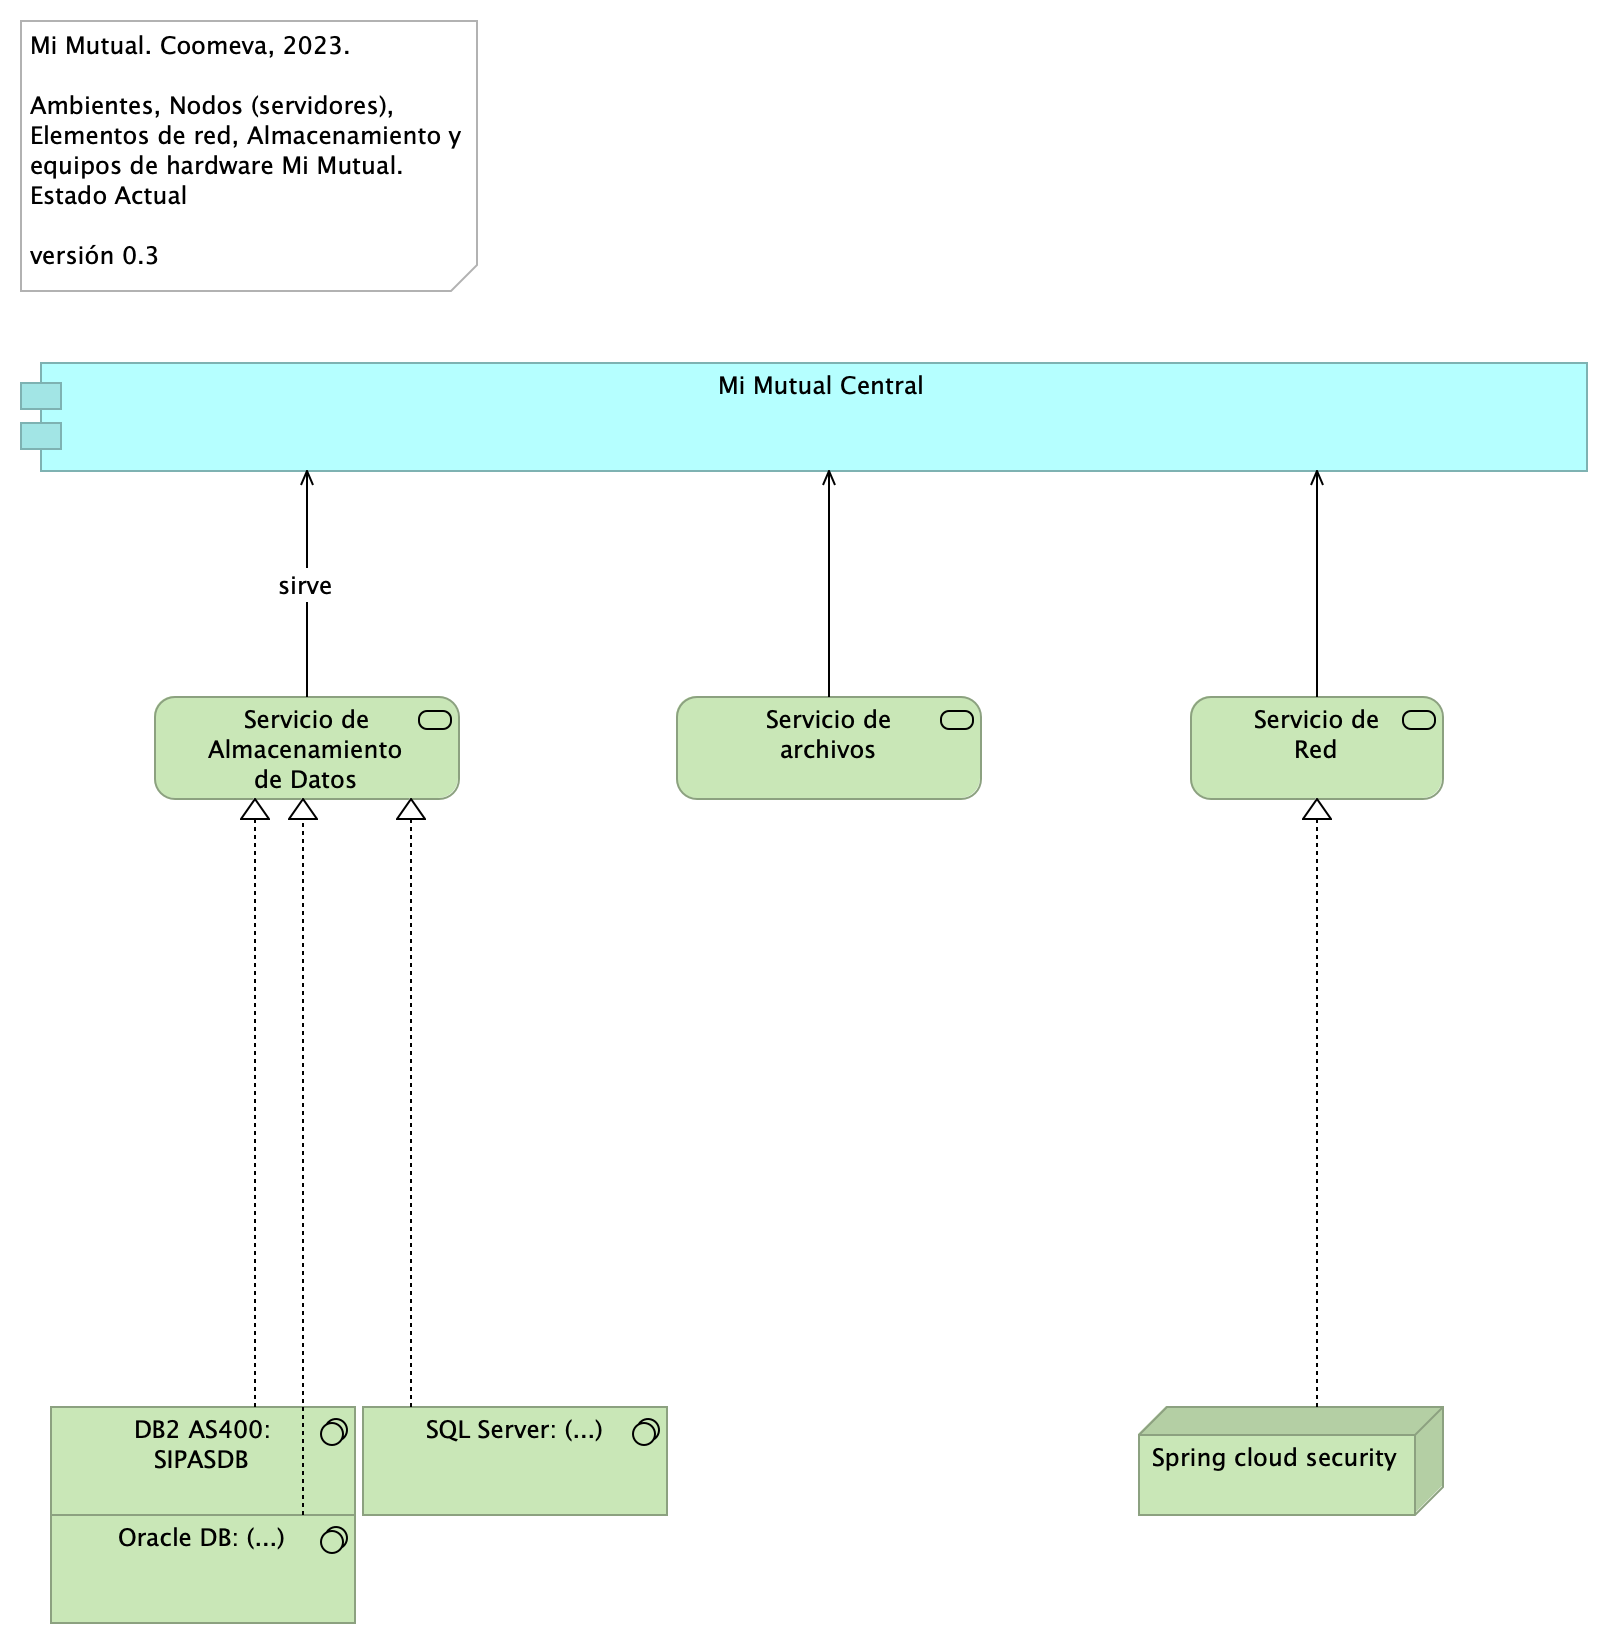 Mi Mutual. Coomeva, 2023.
Ambientes, Nodos (servidores),
Elementos de red, Almacenamiento y
equipos de hardware Mi Mutual.
Estado Actual
versión 0.3
Mi Mutual Central
sirve
Servicio de
Almacenamiento
de Datos
Servicio de
archivos
Servicio de
Red
DB2 AS400:
SIPASDB
SQL Server: (...)
Spring cloud security
Oracle DB: (...)